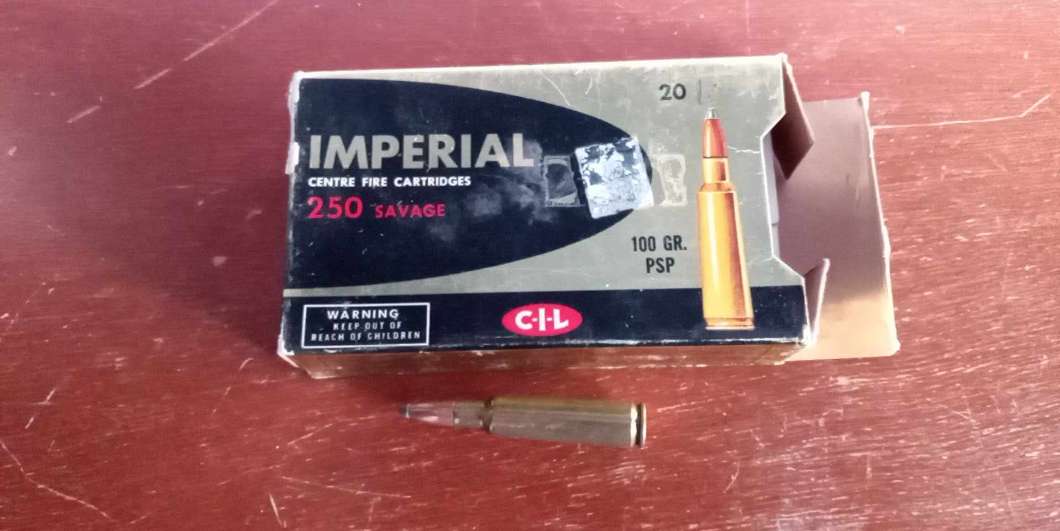 20
IMPERIAL
CENTRE FIRE CARTRIDGES
250 SAVAGE
100 GR.
PSP
WARNING
KEEP OUT OF
REACH OF CHILDREN
C-I-L